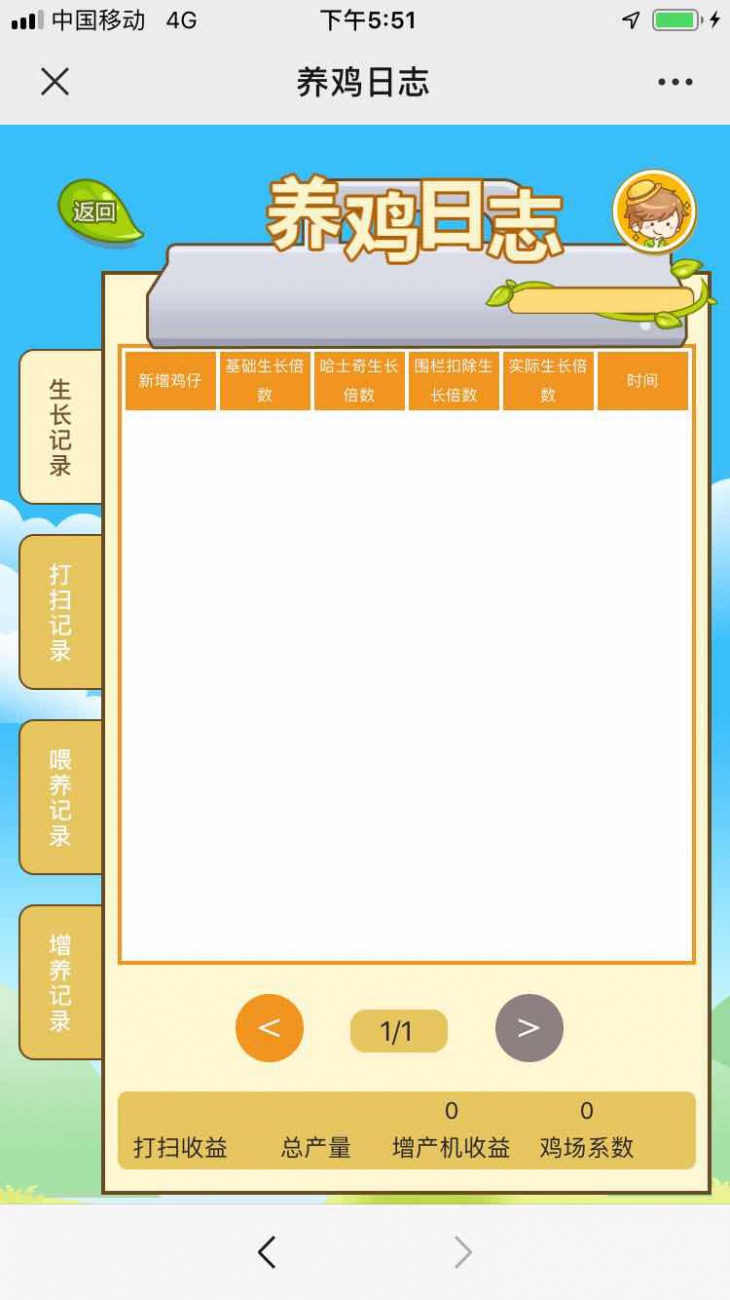 中国移动 4G 下午5:51
养鸡日志
返回
养鸡日志
生长记录
打扫记录
喂养记录
增养记录
新增鸡仔
基础生长倍
数
哈士奇生长
倍数
围栏扣除生
长倍数
实际生长倍
数
时间
< 1/1 >
0 0
打扫收益 总产量 增产机收益 鸡场系数